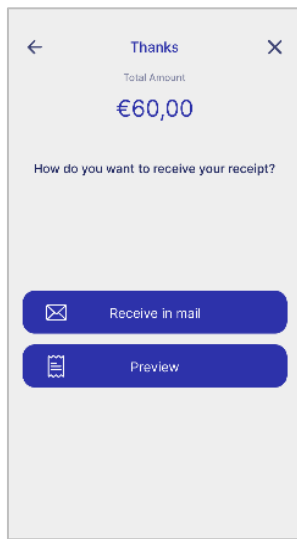 Thanks
Total Amount
€60,00
How do you want to receive your receipt?
Receive in mail
Preview